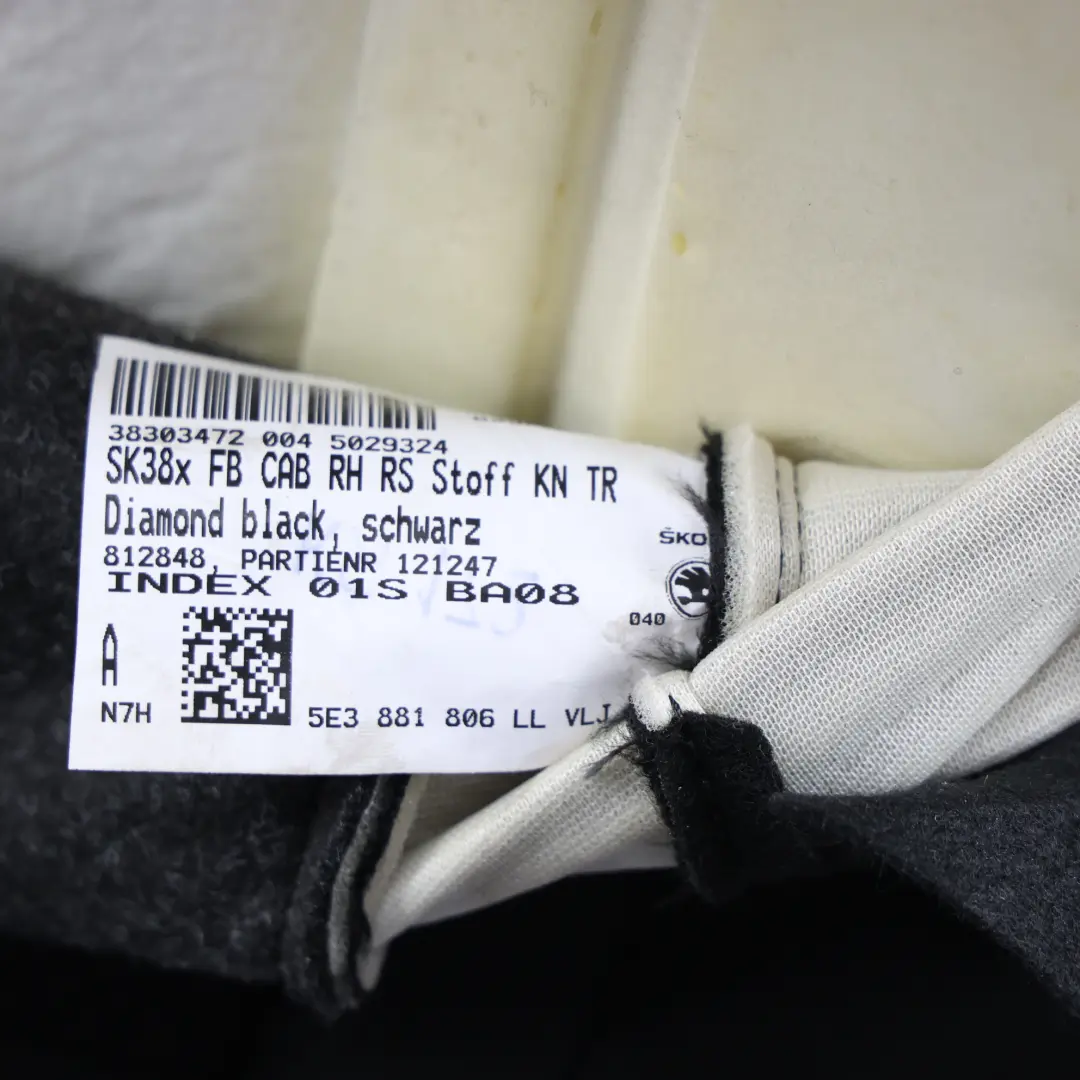 38303472 004 5029324
SK38x FB CAB RH RS Stoff KN TR
Diamond black, schwarz
812848, PARTIENR 121247
INDEX 01S BA08
ŠKO
040
A
N7H
5E3 881 806 LL VLJ